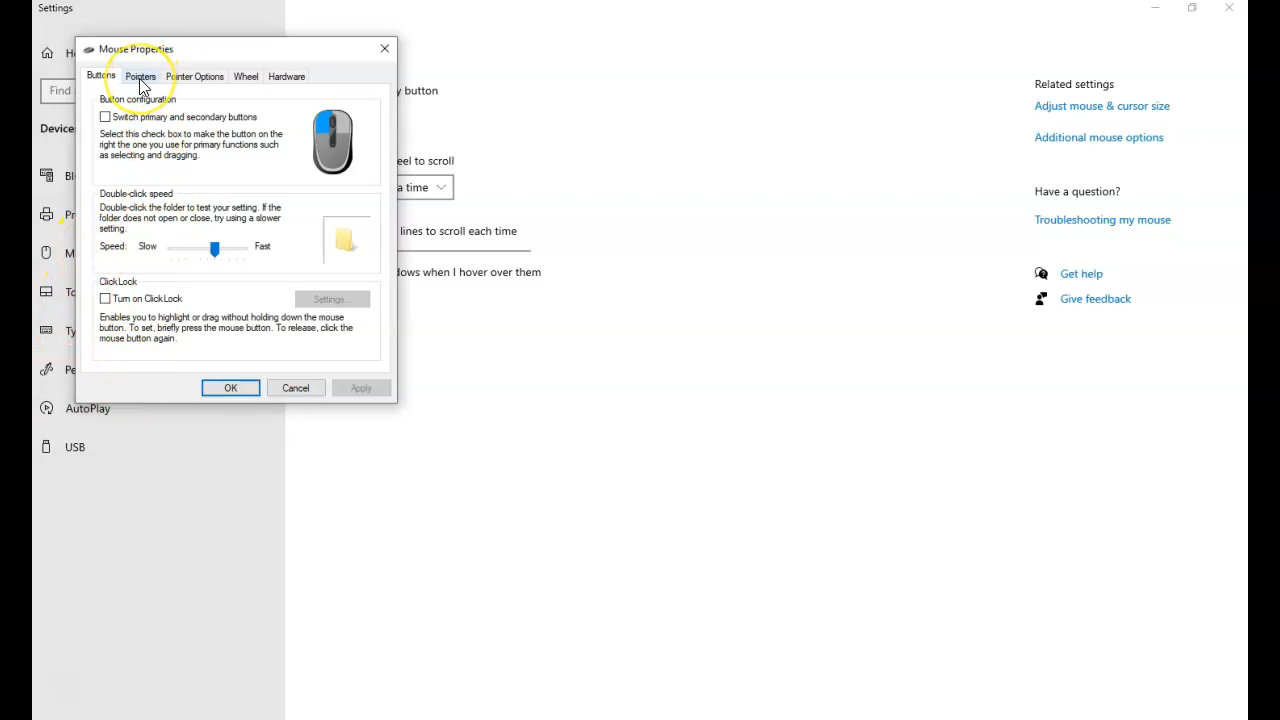 Settings
Mouse Properties
Buttons Pointers Pointer Options Wheel Hardware
Button configuration
Switch primary and secondary buttons
Select this check box to make the button on the
right the one you use for primary functions such
as selecting and dragging.
Double-click speed
Double-click the folder to test your setting. If the
folder does not open or close, try using a slower
setting.
Speed: Slow Fast
ClickLock
Turn on ClickLock
Settings...
Enables you to highlight or drag without holding down the mouse
button. To set, briefly press the mouse button. To release, click the
mouse button again.
OK Cancel Apply
Find
AutoPlay
USB
y button
to scroll
a time
lines to scroll each time
when I hover over them
Related settings
Adjust mouse & cursor size
Additional mouse options
Have a question?
Troubleshooting my mouse
Get help
Give feedback